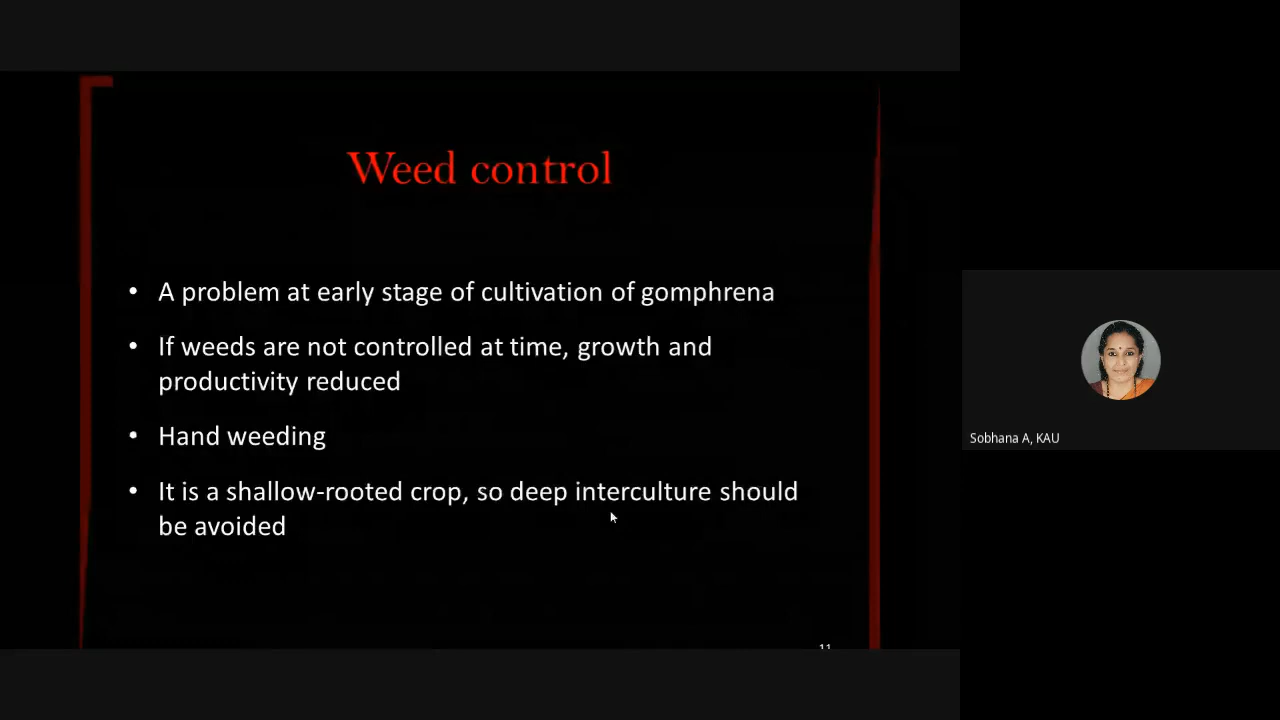 Weed control
• A problem at early stage of cultivation of gomphrena
• If weeds are not controlled at time, growth and
productivity reduced
• Hand weeding
• It is a shallow-rooted crop, so deep interculture should
be avoided
11
Sobhana A, KAU